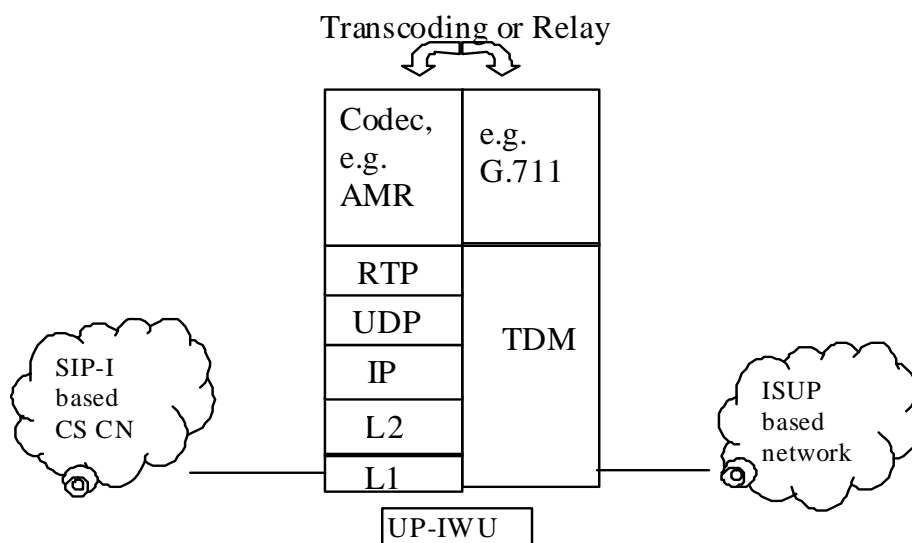 Transcoding or Relay
Codec,
e.g.
AMR
e.g.
G.711
RTP
UDP
IP
L2
L1
TDM
SIP-I
based
CS CN
ISUP
based
network
UP-IWU